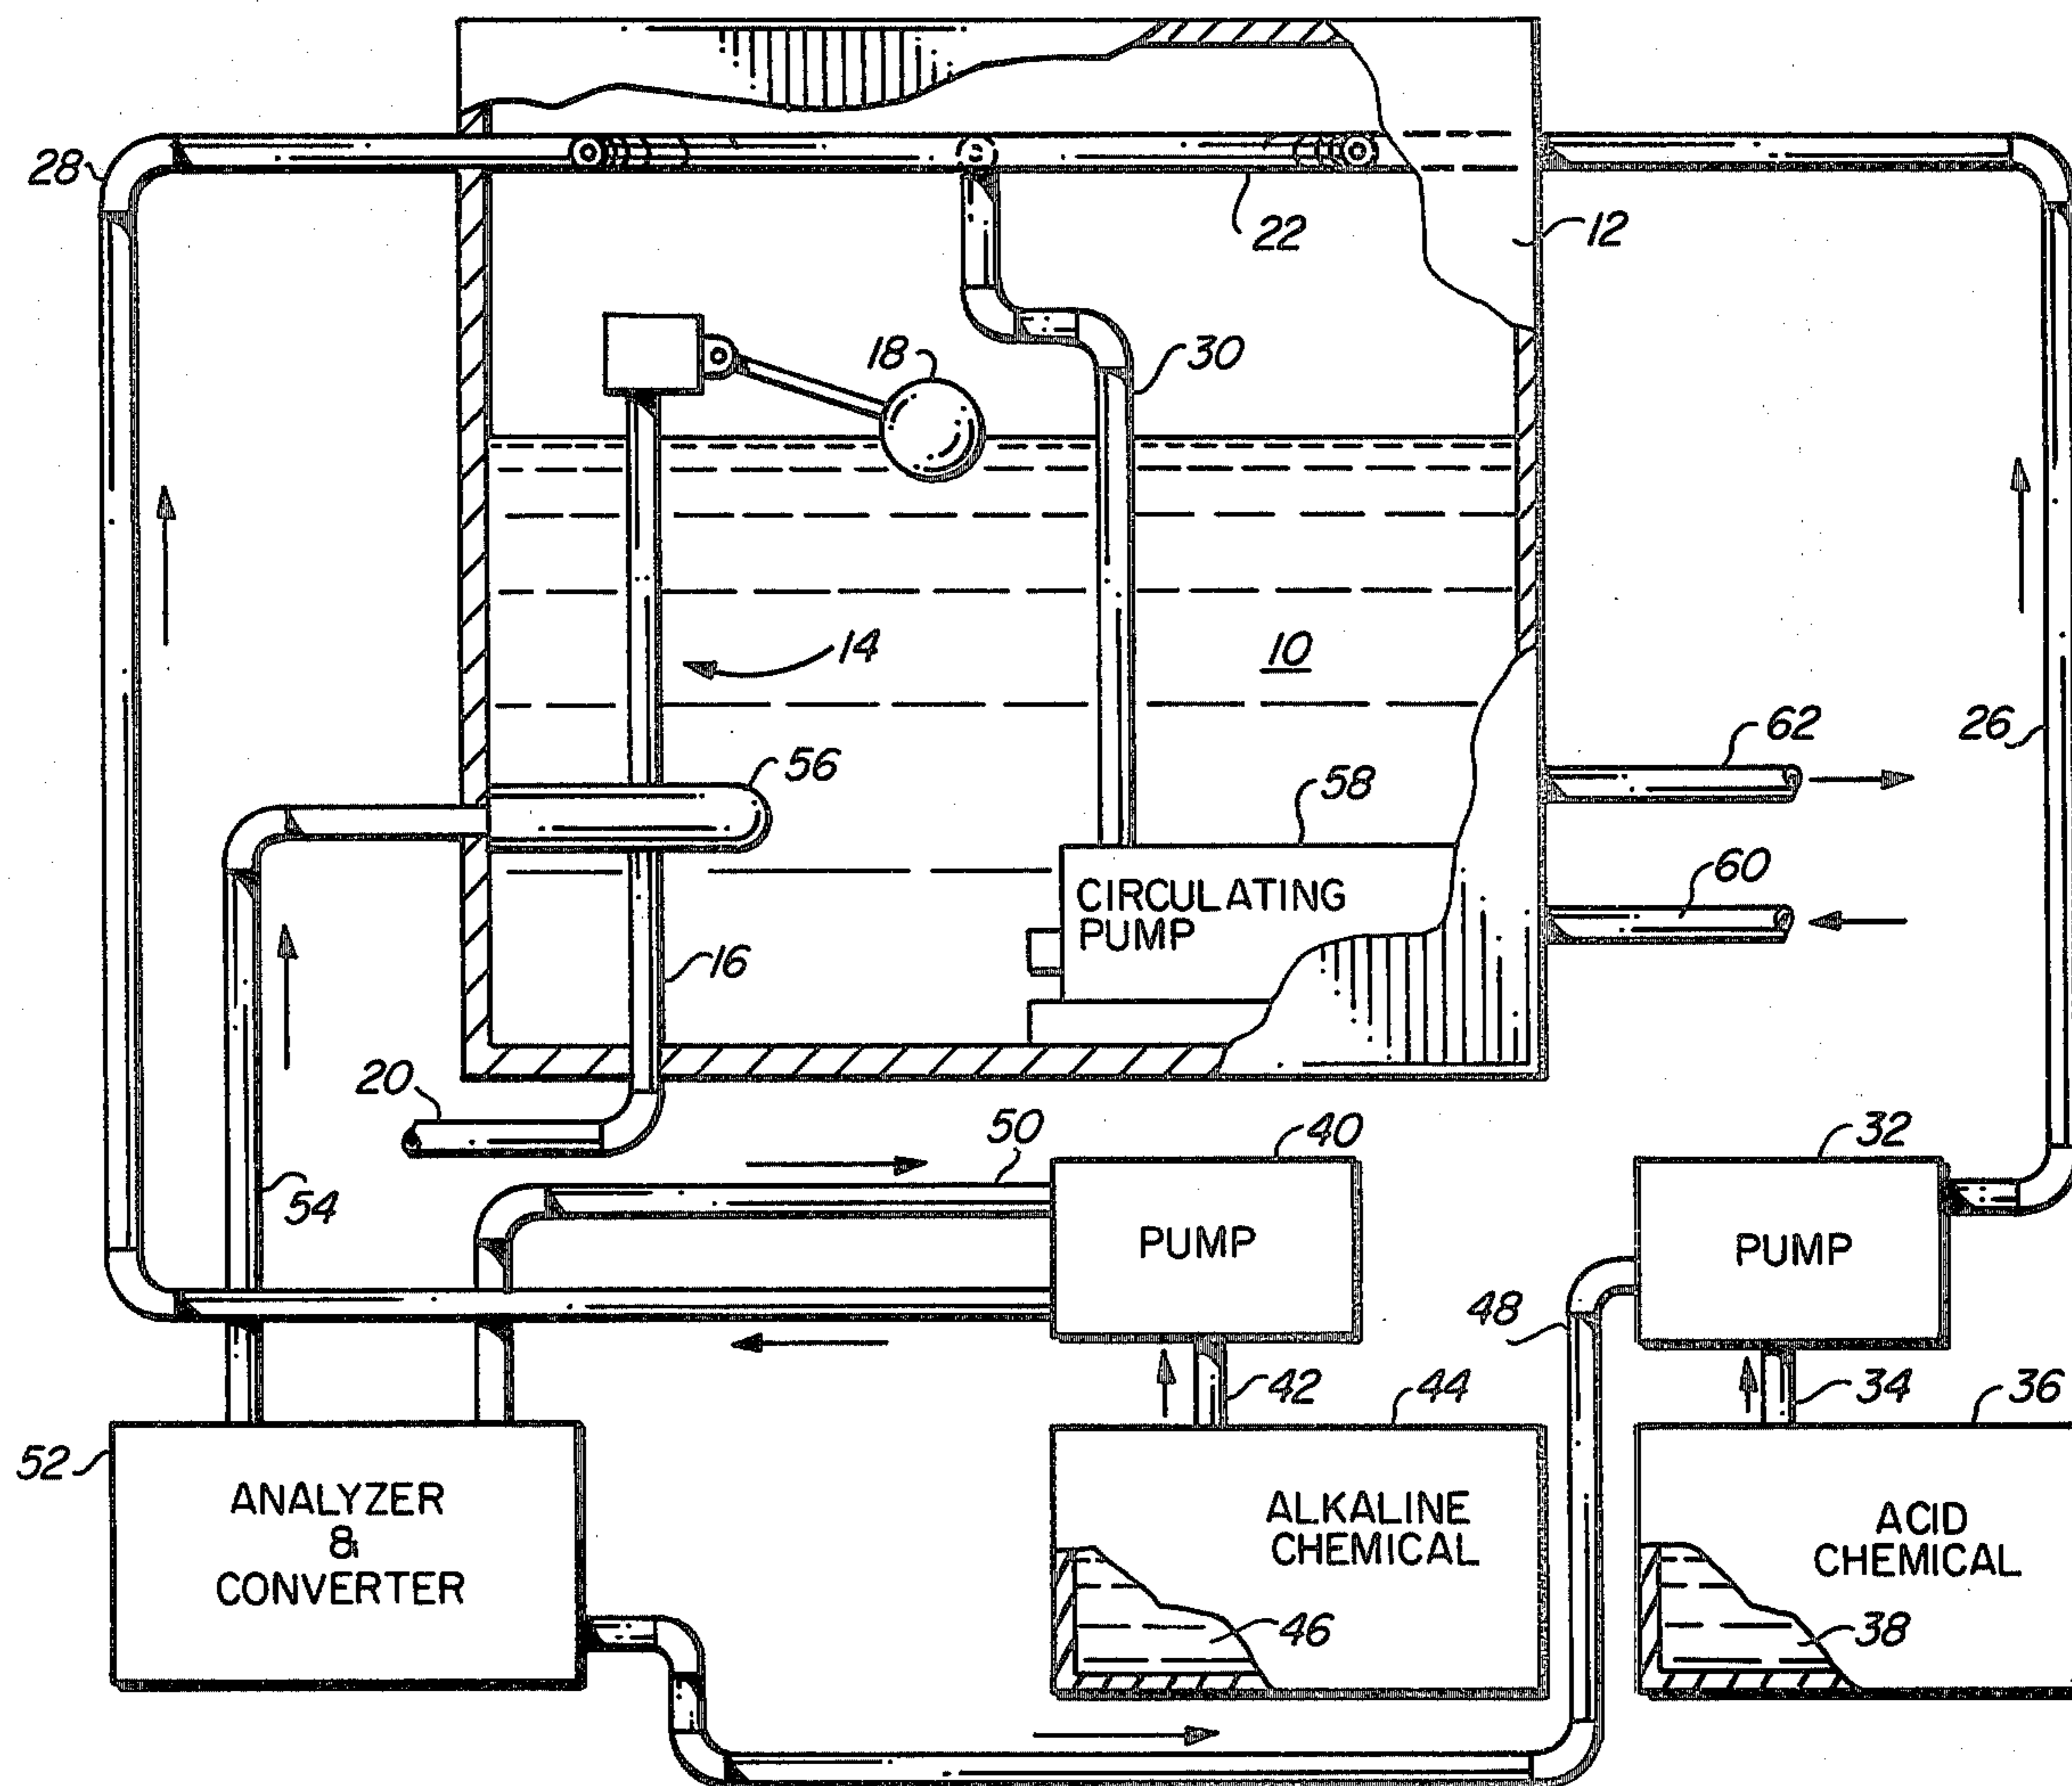 28
22
12
18
30
14
10
56
62
26
58
CIRCULATING
PUMP
60
16
20
50
40
32
54
PUMP
PUMP
48
42
44
34
36
52
ANALYZER
&
CONVERTER
ALKALINE
CHEMICAL
46
ACID
CHEMICAL
38